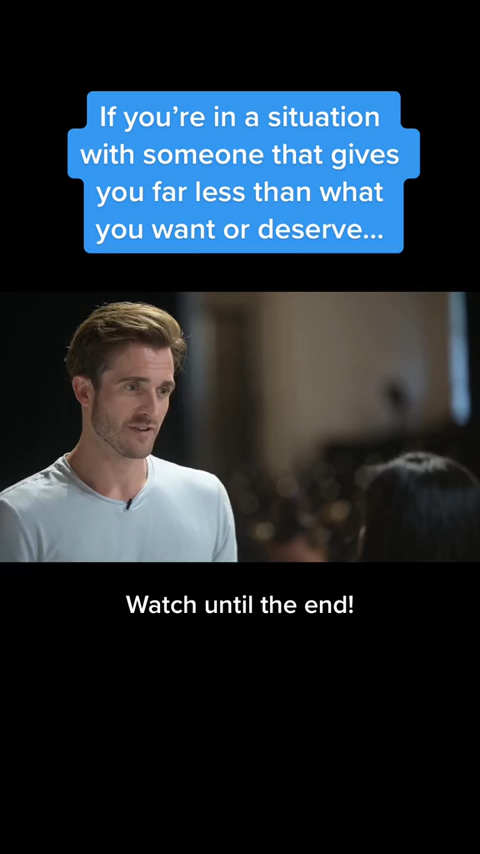 If you’re in a situation
with someone that gives
you far less than what
you want or deserve...
Watch until the end!